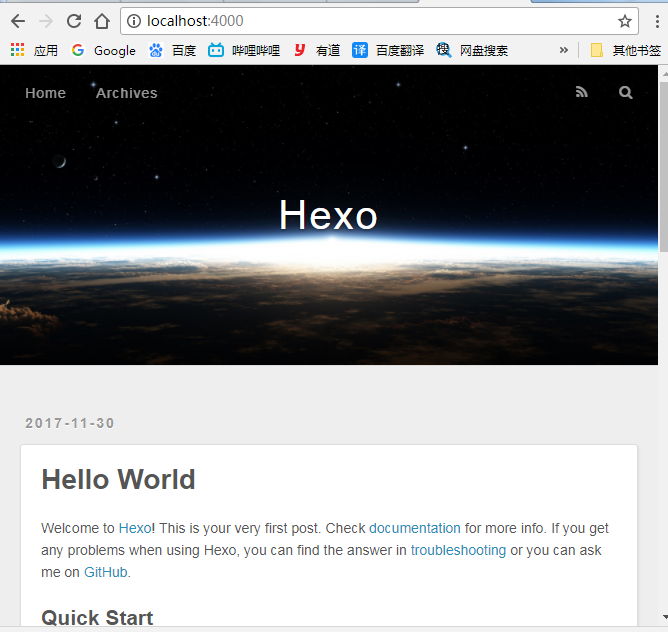 localhost:4000
应用 Google 百度 哔哩哔哩 有道 译 百度翻译 网盘搜索 » 其他书签
Home Archives
Hexo
2017-11-30
Hello World
Welcome to Hexo! This is your very first post. Check documentation for more info. If you get
any problems when using Hexo, you can find the answer in troubleshooting or you can ask
me on GitHub.
Quick Start